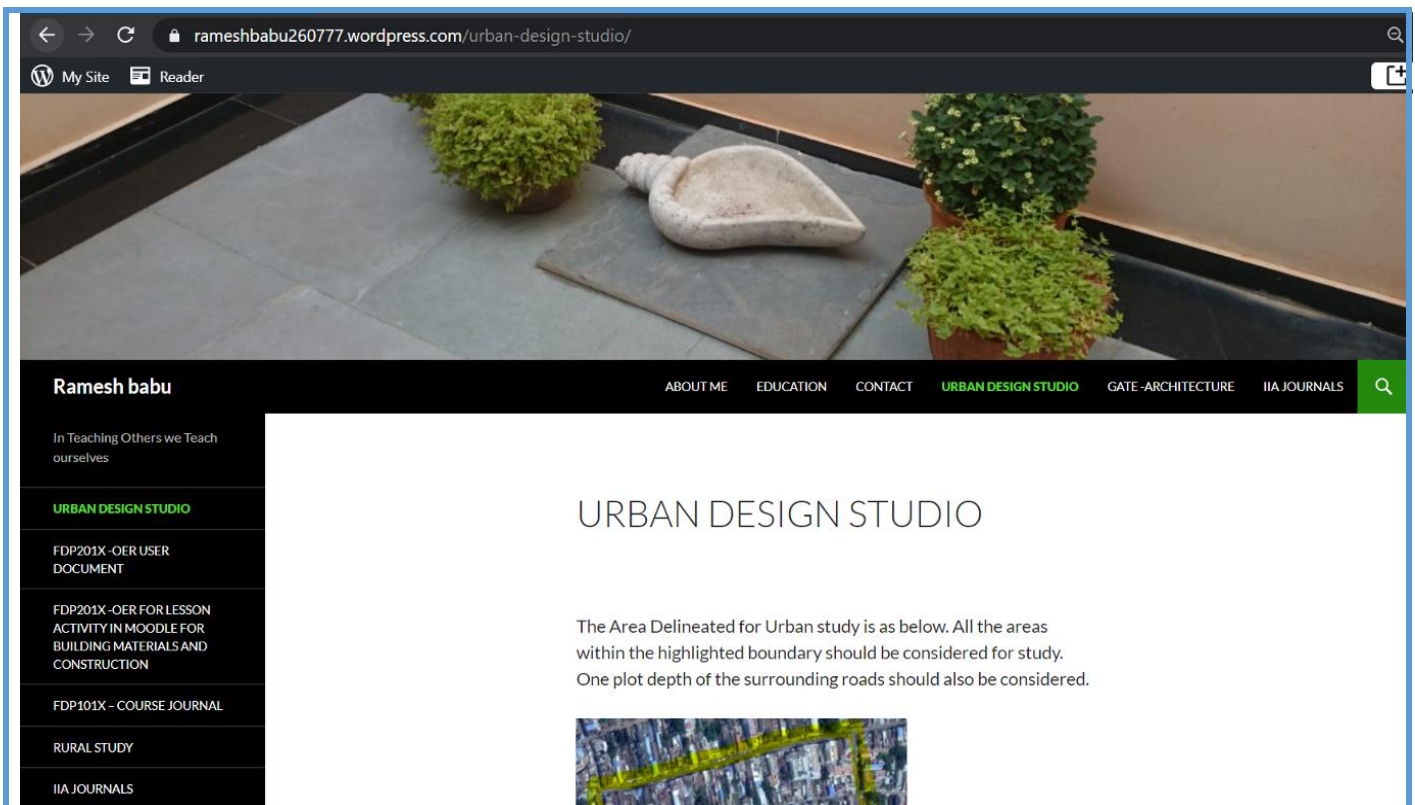 rameshbabu260777.wordpress.com/urban-design-studio/
My Site Reader
Ramesh babu
ABOUT ME EDUCATION CONTACT URBAN DESIGN STUDIO GATE -ARCHITECTURE IIA JOURNALS
In Teaching Others we Teach
ourselves
URBAN DESIGN STUDIO
FDP201X -OER USER
DOCUMENT
FDP201X -OER FOR LESSON
ACTIVITY IN MOODLE FOR
BUILDING MATERIALS AND
CONSTRUCTION
FDP101X – COURSE JOURNAL
RURAL STUDY
IIA JOURNALS
URBAN DESIGN STUDIO
The Area Delineated for Urban study is as below. All the areas
within the highlighted boundary should be considered for study.
One plot depth of the surrounding roads should also be considered.